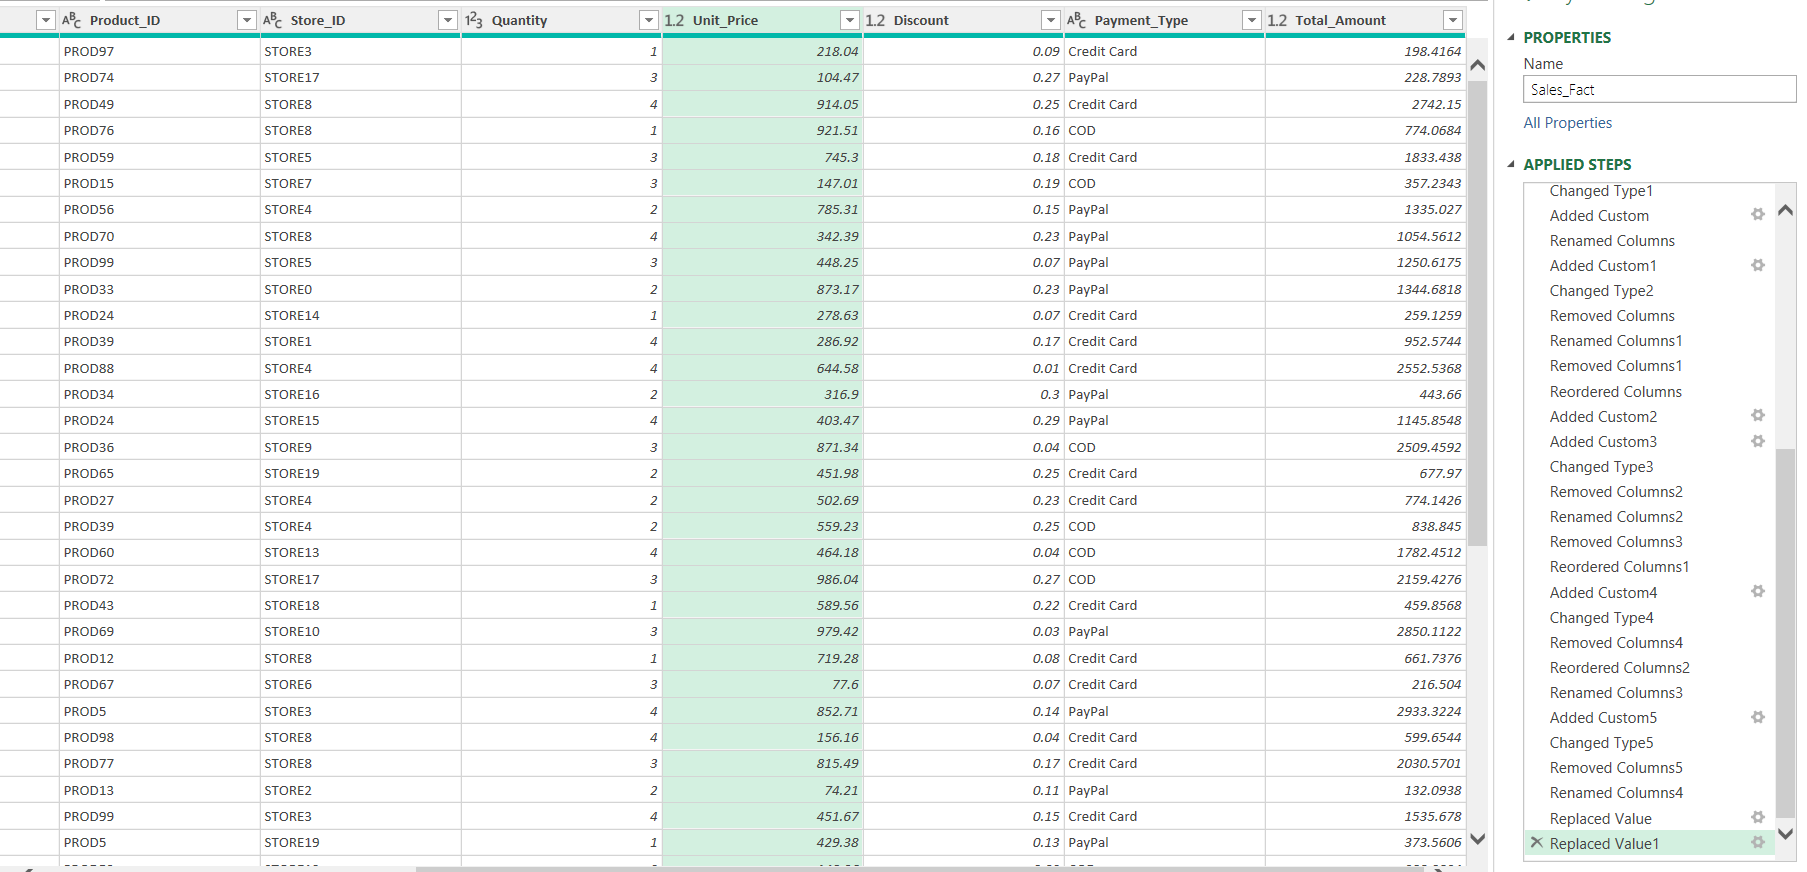 Product_ID Store_ID 123 Quantity 1.2 Unit_Price 1.2 Discount Payment_Type 1.2 Total_Amount
PROD97 STORE3 1 218.04 0.09 Credit Card 198.4164
PROD74 STORE17 3 104.47 0.27 PayPal 228.7893
PROD49 STORE8 4 914.05 0.25 Credit Card 2742.15
PROD76 STORE8 1 921.51 0.16 COD 774.0684
PROD59 STORE5 3 745.3 0.18 Credit Card 1833.438
PROD15 STORE7 3 147.01 0.19 COD 357.2343
PROD56 STORE4 2 785.31 0.15 PayPal 1335.027
PROD70 STORE8 4 342.39 0.23 PayPal 1054.5612
PROD99 STORE5 3 448.25 0.07 PayPal 1250.6175
PROD33 STORE0 2 873.17 0.23 PayPal 1344.6818
PROD24 STORE14 1 278.63 0.07 Credit Card 259.1259
PROD39 STORE1 4 286.92 0.17 Credit Card 952.5744
PROD88 STORE4 4 644.58 0.01 Credit Card 2552.5368
PROD34 STORE16 2 316.9 0.3 PayPal 443.66
PROD24 STORE15 4 403.47 0.29 PayPal 1145.8548
PROD36 STORE9 3 871.34 0.04 COD 2509.4592
PROD65 STORE19 2 451.98 0.25 Credit Card 677.97
PROD27 STORE4 2 502.69 0.23 Credit Card 774.1426
PROD39 STORE4 2 559.23 0.25 COD 838.845
PROD60 STORE13 4 464.18 0.04 COD 1782.4512
PROD72 STORE17 3 986.04 0.27 COD 2159.4276
PROD43 STORE18 1 589.56 0.22 Credit Card 459.8568
PROD69 STORE10 3 979.42 0.03 PayPal 2850.1122
PROD12 STORE8 1 719.28 0.08 Credit Card 661.7376
PROD67 STORE6 3 77.6 0.07 Credit Card 216.504
PROD5 STORE3 4 852.71 0.14 PayPal 2933.3224
PROD98 STORE8 4 156.16 0.04 Credit Card 599.6544
PROD77 STORE8 3 815.49 0.17 Credit Card 2030.5701
PROD13 STORE2 2 74.21 0.11 PayPal 132.0938
PROD99 STORE3 4 451.67 0.15 Credit Card 1535.678
PROD5 STORE19 1 429.38 0.13 PayPal 373.5606
PROPERTIES
Name
Sales_Fact
All Properties
APPLIED STEPS
Changed Type1
Added Custom
Renamed Columns
Added Custom1
Changed Type2
Removed Columns
Renamed Columns1
Removed Columns1
Reordered Columns
Added Custom2
Added Custom3
Changed Type3
Removed Columns2
Renamed Columns2
Removed Columns3
Reordered Columns1
Added Custom4
Changed Type4
Removed Columns4
Reordered Columns2
Renamed Columns3
Added Custom5
Changed Type5
Removed Columns5
Renamed Columns4
Replaced Value
Replaced Value1